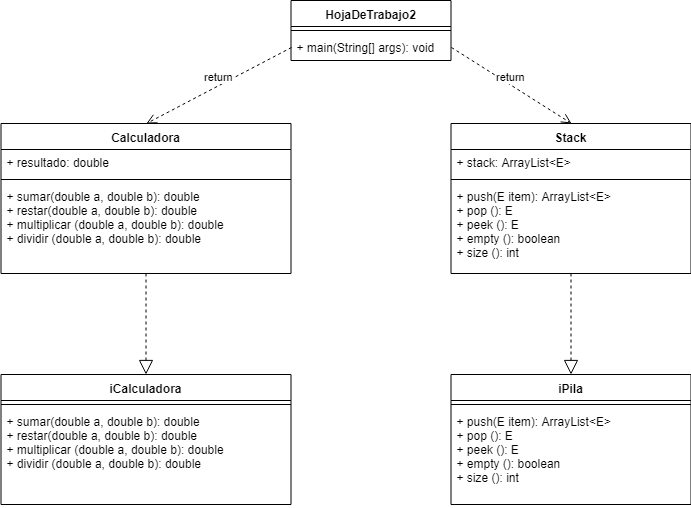 HojaDeTrabajo2
+ main(String[] args): void
return
return
Calculadora
+ resultado: double
+ sumar(double a, double b): double
+ restar(double a, double b): double
+ multiplicar (double a, double b): double
+ dividir (double a, double b): double
Stack
+ stack: ArrayList<E>
+ push(E item): ArrayList<E>
+ pop (): E
+ peek (): E
+ empty (): boolean
+ size (): int
iCalculadora
+ sumar(double a, double b): double
+ restar(double a, double b): double
+ multiplicar (double a, double b): double
+ dividir (double a, double b): double
iPila
+ push(E item): ArrayList<E>
+ pop (): E
+ peek (): E
+ empty (): boolean
+ size (): int